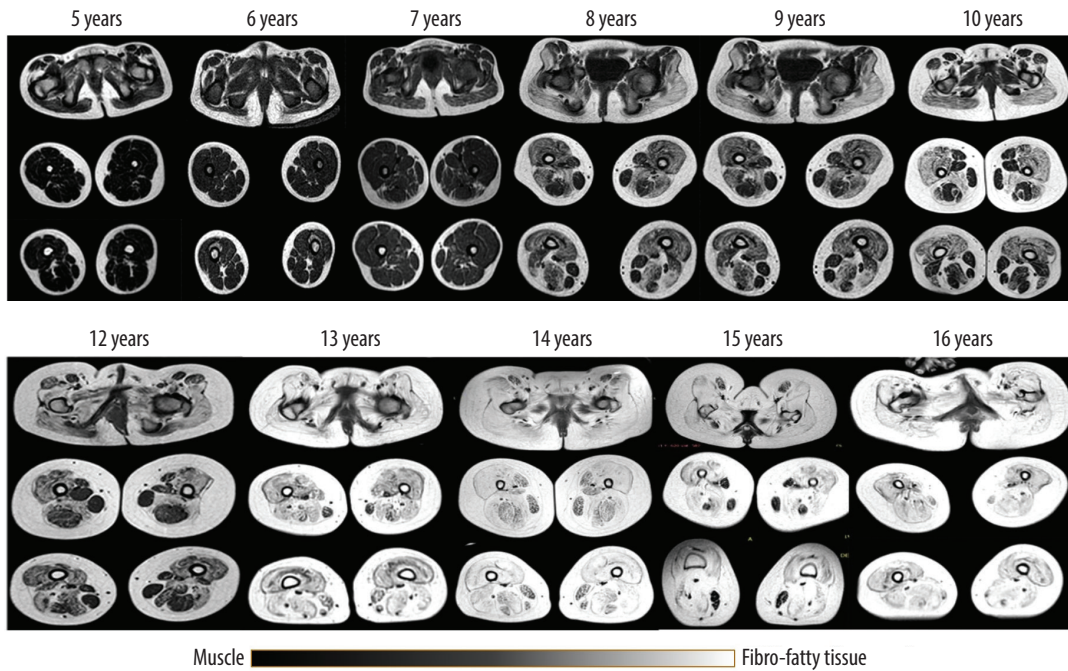 5 years 6 years 7 years 8 years 9 years 10 years
12 years 13 years 14 years 15 years 16 years
A
Muscle Fibro-fatty tissue